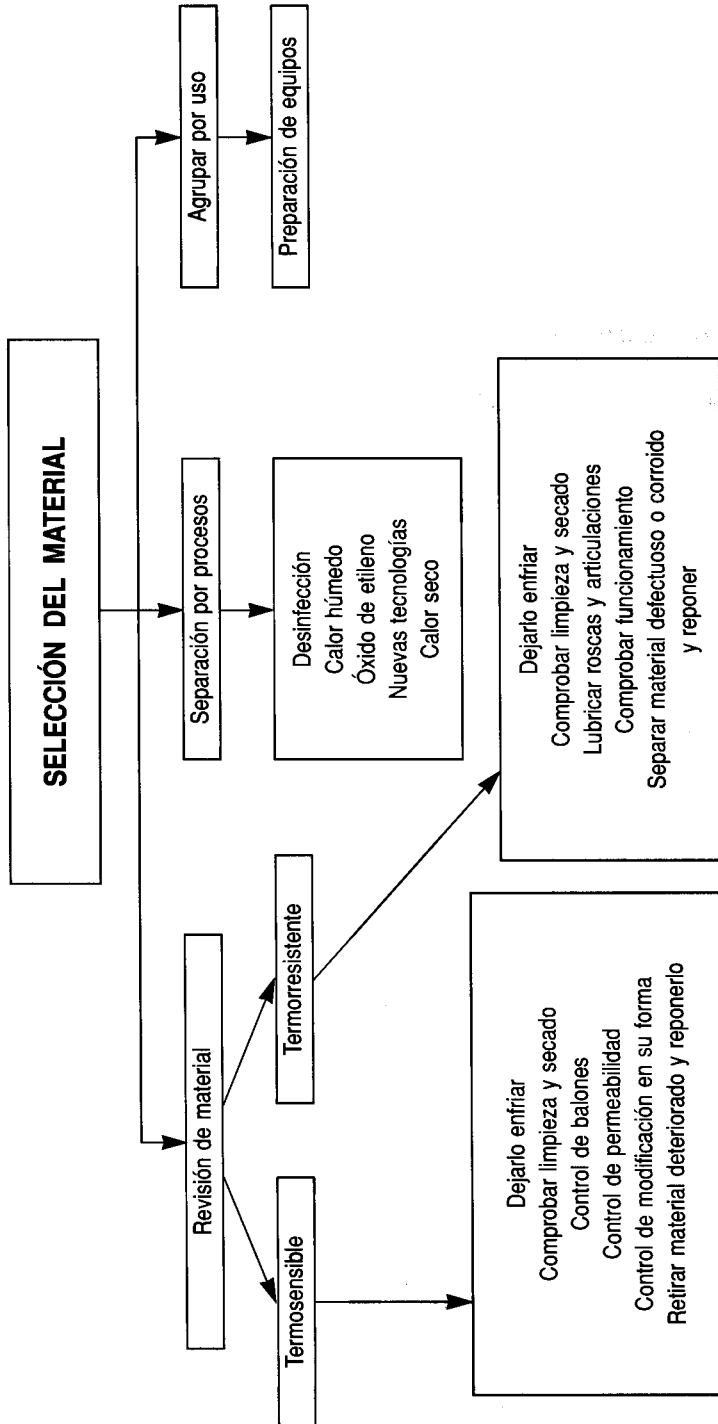 SELECCIÓN DEL MATERIAL
Revisión de material
Separación por procesos
Agrupar por uso
Termosensible
Termorresistente
Desinfección
Calor húmedo
Óxido de etileno
Nuevas tecnologías
Calor seco
Preparación de equipos
Dejarlo enfriar
Comprobar limpieza y secado
Control de balones
Control de permeabilidad
Control de modificación en su forma
Retirar material deteriorado y reponerlo
Dejarlo enfriar
Comprobar limpieza y secado
Lubricar roscas y articulaciones
Comprobar funcionamiento
Separar material defectuoso o corroido
y reponer